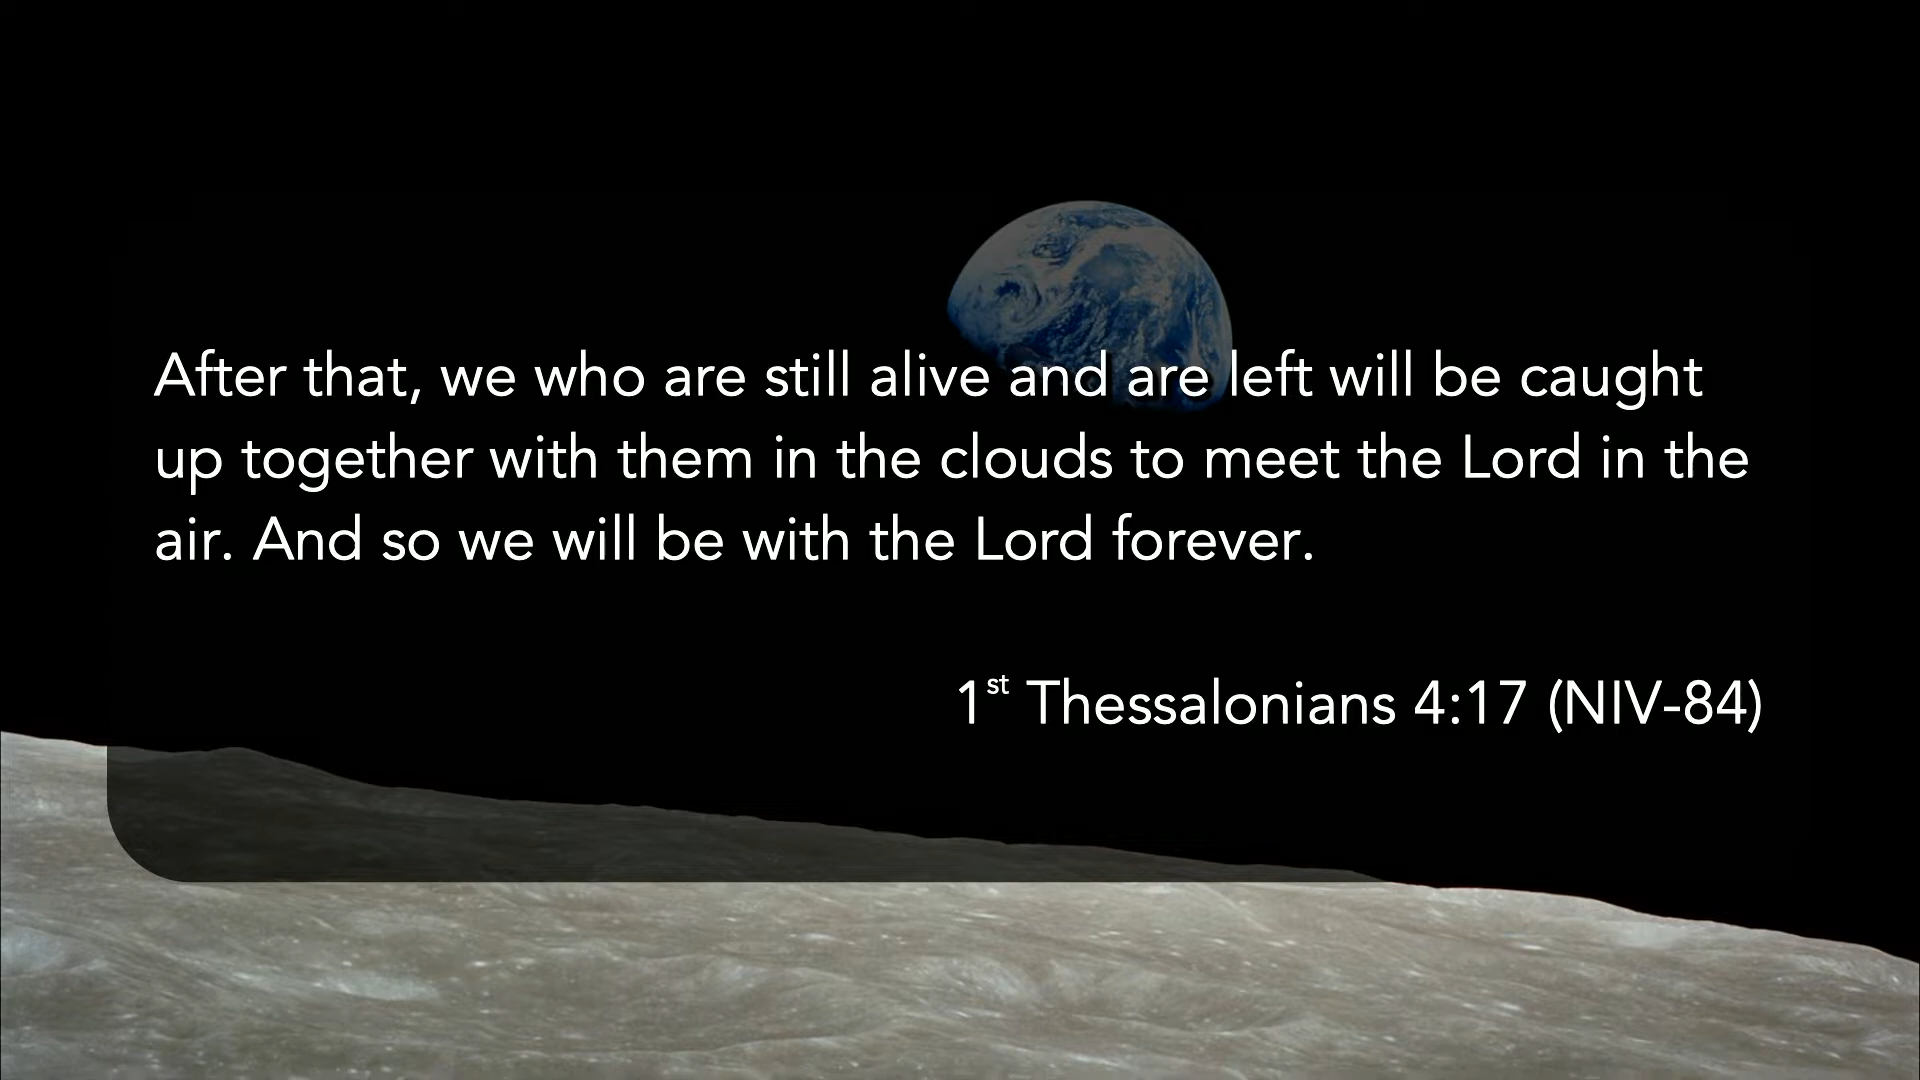 After that, we who are still alive and are left will be caught
up together with them in the clouds to meet the Lord in the
air. And so we will be with the Lord forever.
1st Thessalonians 4:17 (NIV-84)